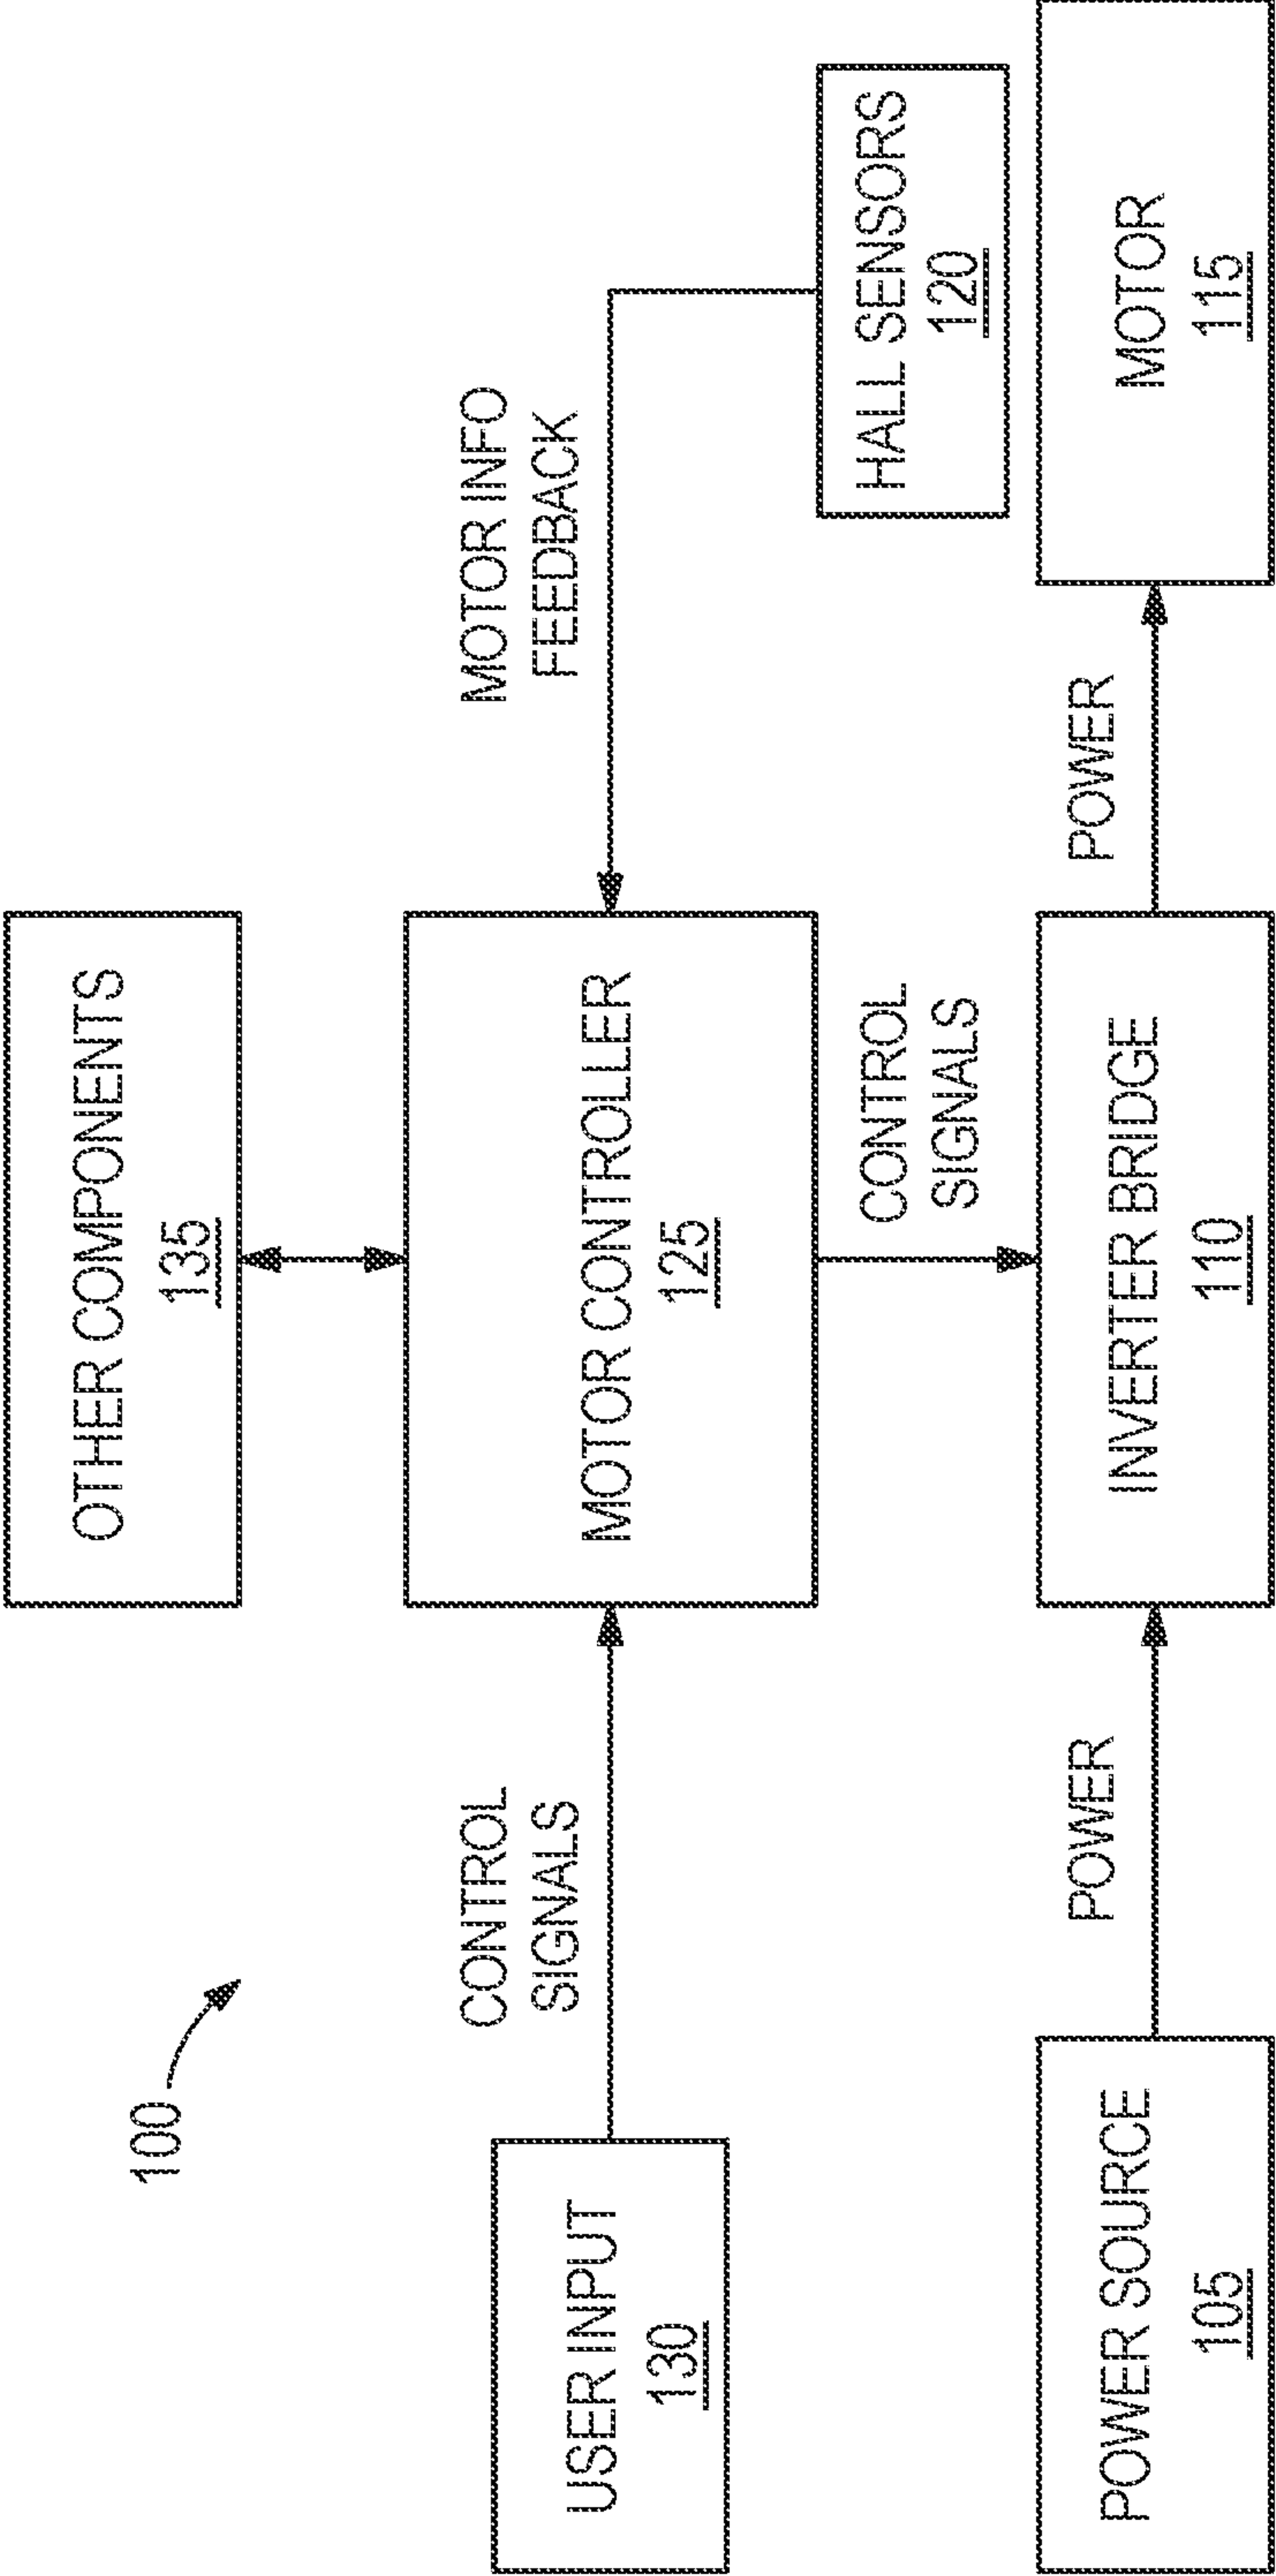 100
OTHER COMPONENTS
135
USER INPUT
130
CONTROL
SIGNALS
MOTOR CONTROLLER
125
MOTOR INFO
FEEDBACK
CONTROL
SIGNALS
HALL SENSORS
120
POWER SOURCE
105
POWER
INVERTER BRIDGE
110
POWER
MOTOR
115